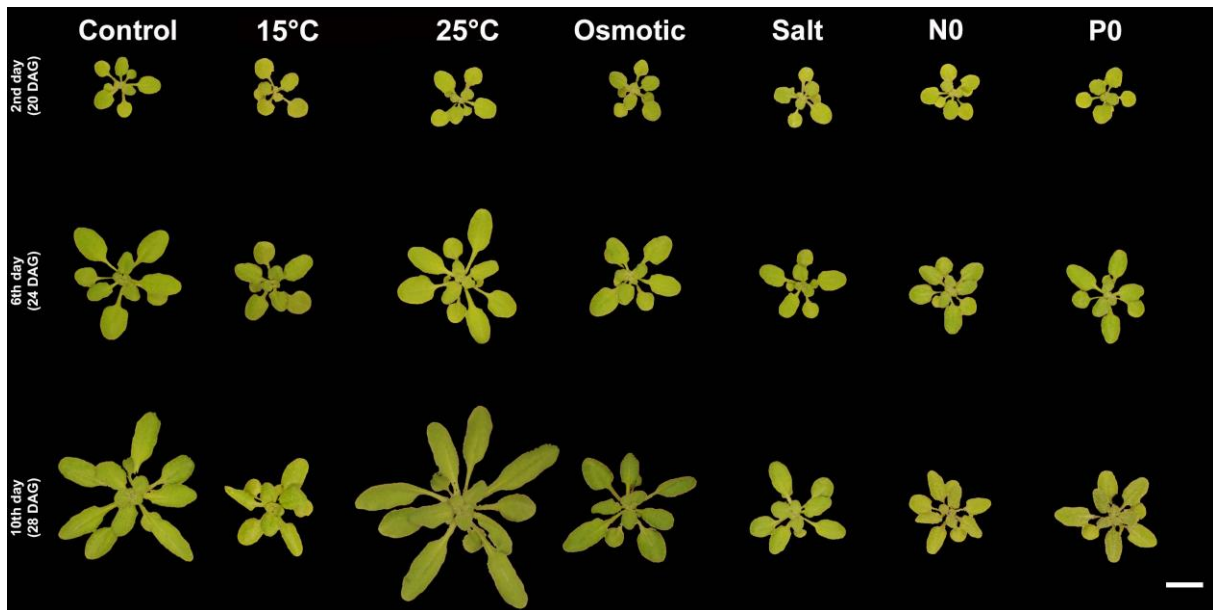 Control 15°C 25°C Osmotic Salt N0 P0
2nd day
(20 DAG)
6th day
(24 DAG)
10th day
(28 DAG)